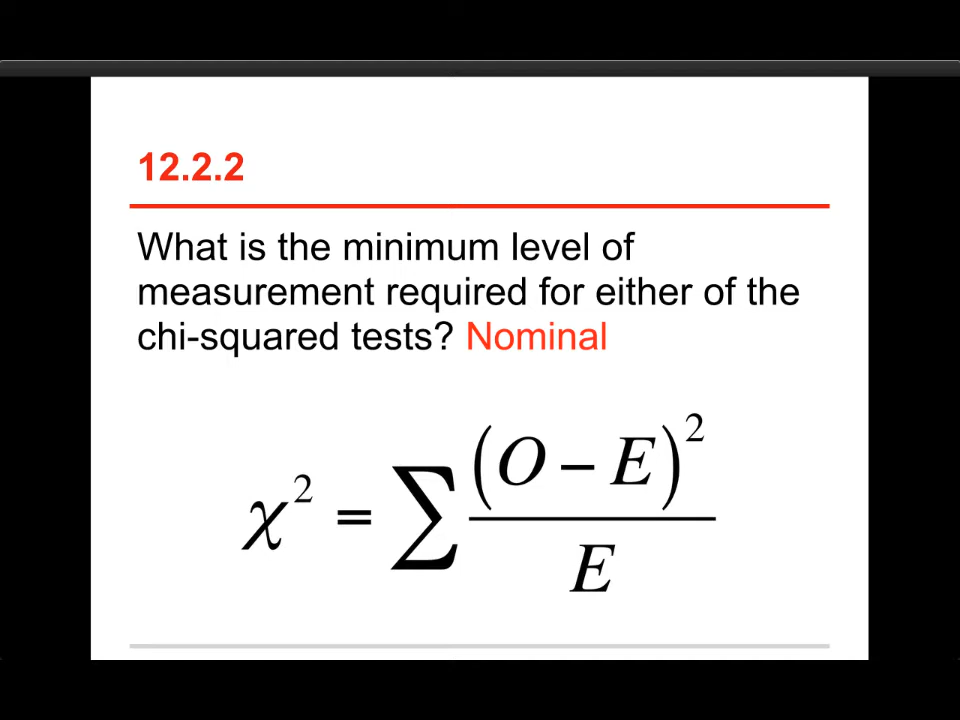 12.2.2
What is the minimum level of
measurement required for either of the
chi-squared tests? Nominal
χ² = ∑ (O − E)² / E